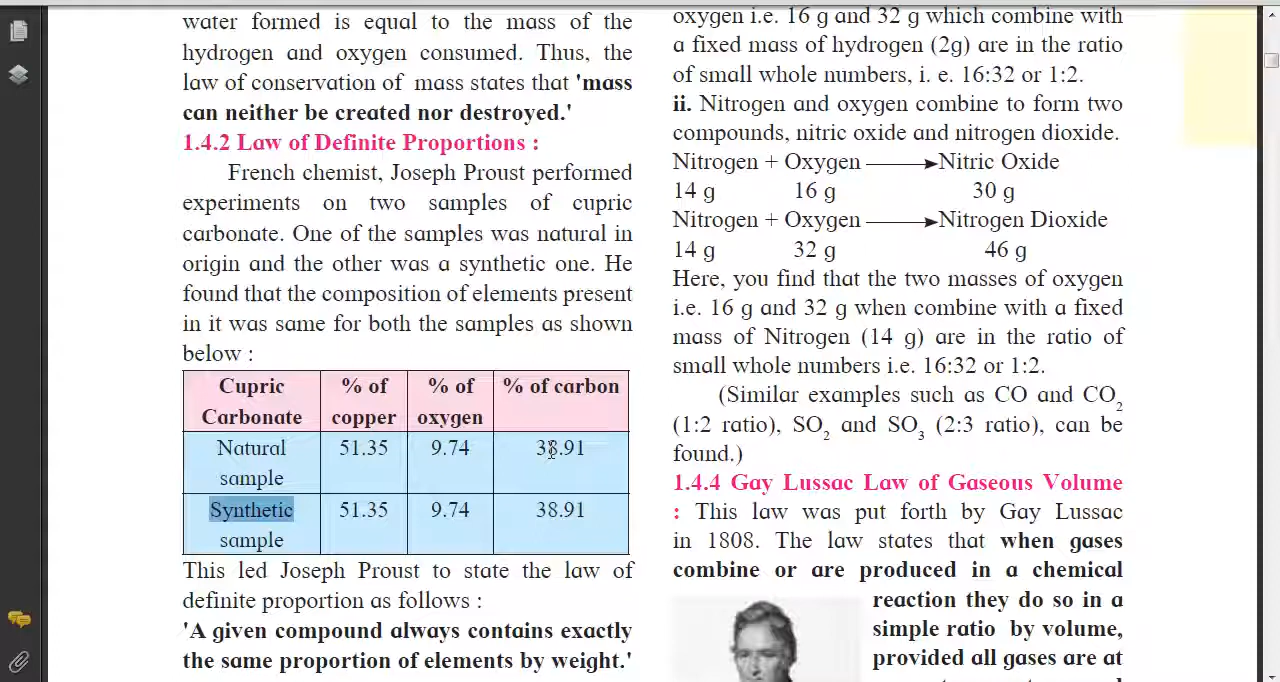 water formed is equal to the mass of the
hydrogen and oxygen consumed. Thus, the
law of conservation of mass states that 'mass
can neither be created nor destroyed.'
1.4.2 Law of Definite Proportions :
French chemist, Joseph Proust performed
experiments on two samples of cupric
carbonate. One of the samples was natural in
origin and the other was a synthetic one. He
found that the composition of elements present
in it was same for both the samples as shown
below :
Cupric Carbonate % of copper % of oxygen % of carbon
Natural sample 51.35 9.74 38.91
Synthetic sample 51.35 9.74 38.91
This led Joseph Proust to state the law of
definite proportion as follows :
'A given compound always contains exactly
the same proportion of elements by weight.'
oxygen i.e. 16 g and 32 g which combine with
a fixed mass of hydrogen (2g) are in the ratio
of small whole numbers, i. e. 16:32 or 1:2.
ii. Nitrogen and oxygen combine to form two
compounds, nitric oxide and nitrogen dioxide.
Nitrogen + Oxygen ⟶ Nitric Oxide
14 g 16 g 30 g
Nitrogen + Oxygen ⟶ Nitrogen Dioxide
14 g 32 g 46 g
Here, you find that the two masses of oxygen
i.e. 16 g and 32 g when combine with a fixed
mass of Nitrogen (14 g) are in the ratio of
small whole numbers i.e. 16:32 or 1:2.
(Similar examples such as CO and CO₂
(1:2 ratio), SO₂ and SO₃ (2:3 ratio), can be
found.)
1.4.4 Gay Lussac Law of Gaseous Volume
: This law was put forth by Gay Lussac
in 1808. The law states that when gases
combine or are produced in a chemical
reaction they do so in a
simple ratio by volume,
provided all gases are at